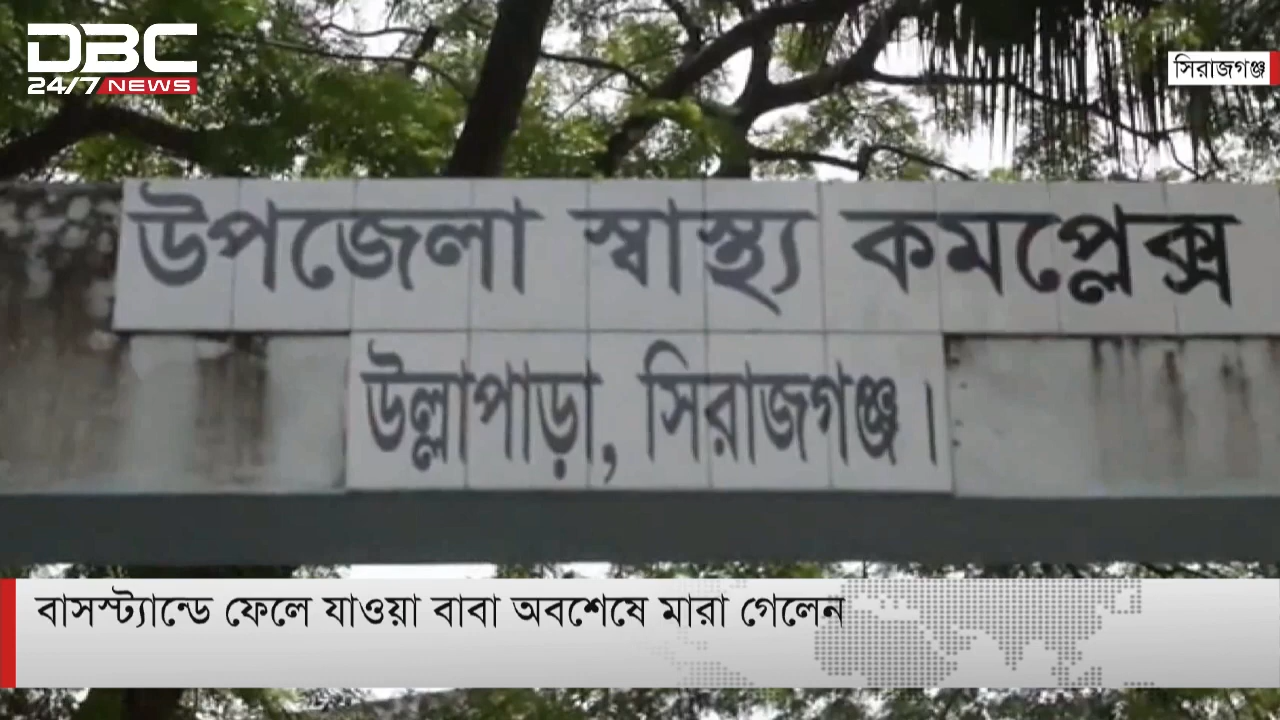 DBC
24/7 NEWS
সিরাজগঞ্জ
উপজেলা স্বাস্থ্য কমপ্লেক্স
উল্লাপাড়া, সিরাজগঞ্জ।
বাসস্ট্যান্ডে ফেলে যাওয়া বাবা অবশেষে মারা গেলেন